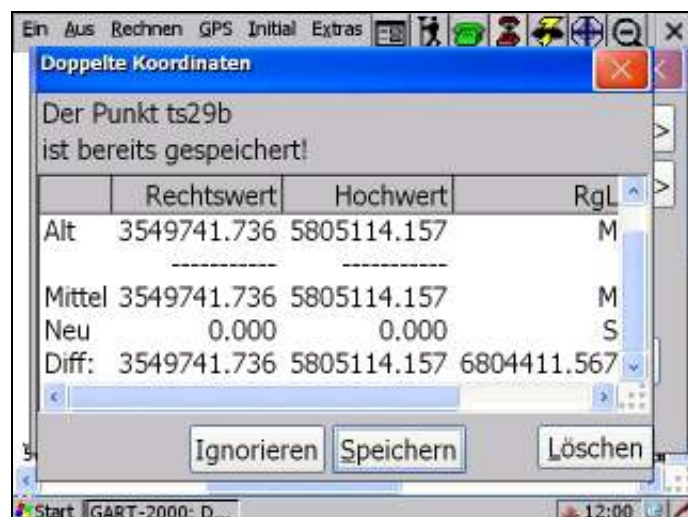 Ein Aus Rechnen GPS Initial Extras
Doppelte Koordinaten
Der Punkt ts29b
ist bereits gespeichert!
Rechtswert Hochwert RgL
Alt 3549741.736 5805114.157 M
----------- -----------
Mittel 3549741.736 5805114.157 M
Neu 0.000 0.000 S
Diff: 3549741.736 5805114.157 6804411.567
Ignorieren Speichern Löschen
Start GART-2000: D... 12:00